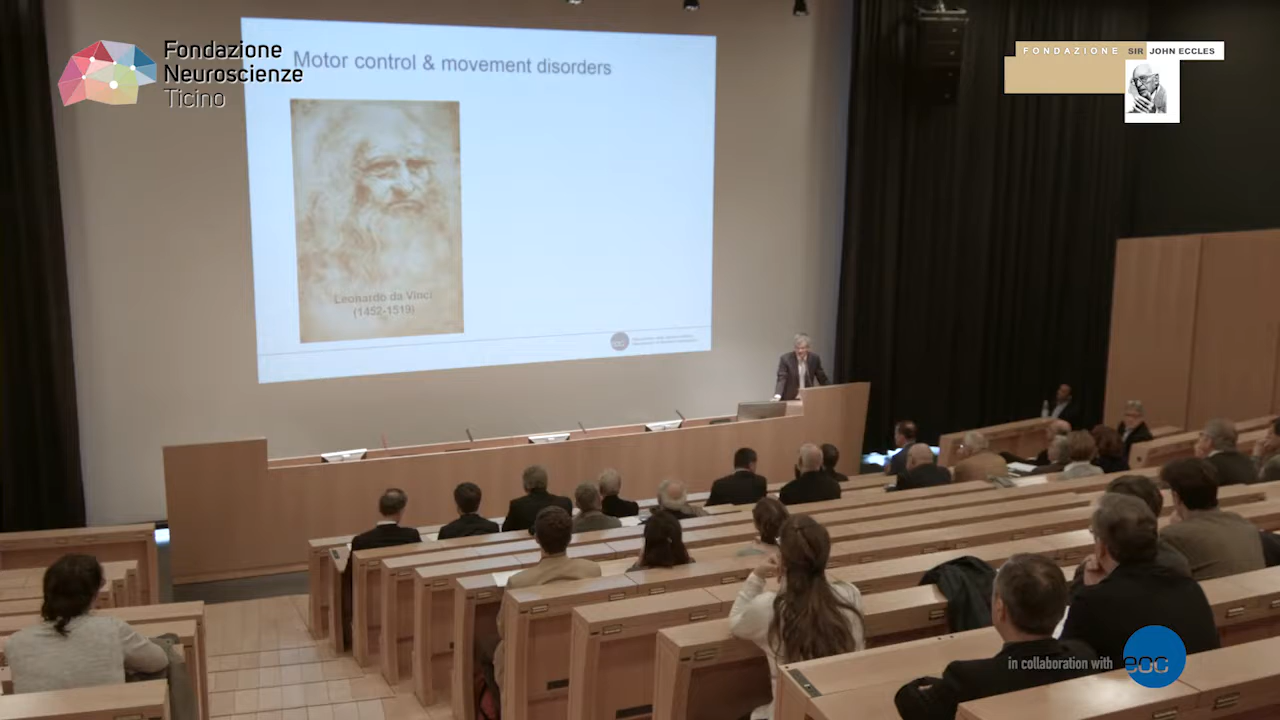 Fondazione
Neuroscienze
Ticino
Motor control & movement disorders
FONDAZIONE SIR JOHN ECCLES
Leonardo da Vinci
(1452-1519)
eoc
in collaboration with eoc